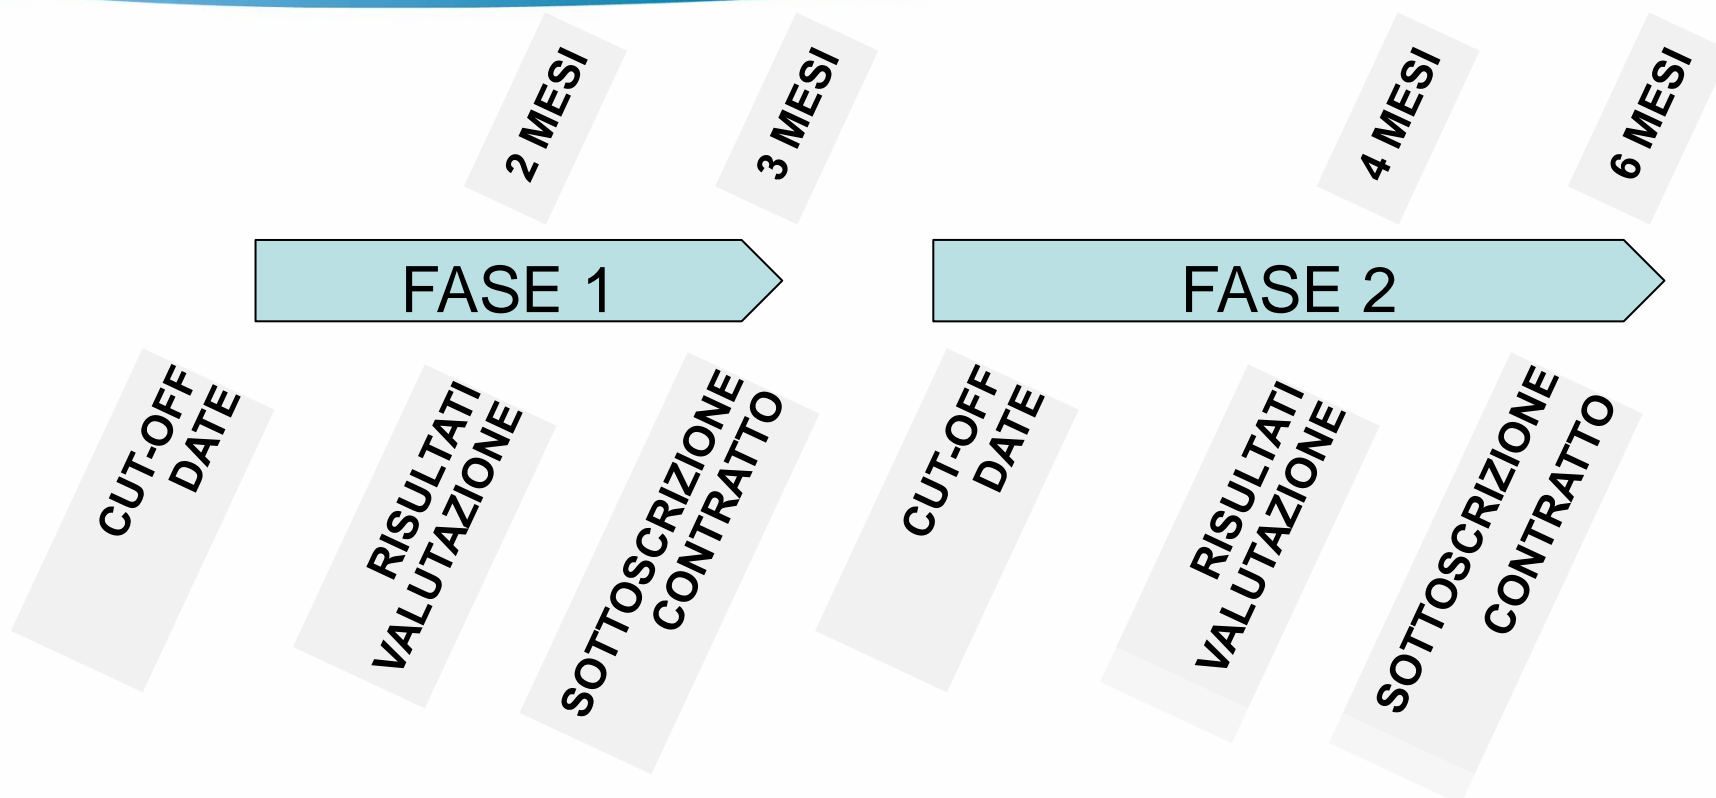 2 MESI
3 MESI
4 MESI
6 MESI
FASE 1
FASE 2
CUT-OFF
DATE
RISULTATI
VALUTAZIONE
SOTTOSCRIZIONE
CONTRATTO
CUT-OFF
DATE
RISULTATI
VALUTAZIONE
SOTTOSCRIZIONE
CONTRATTO